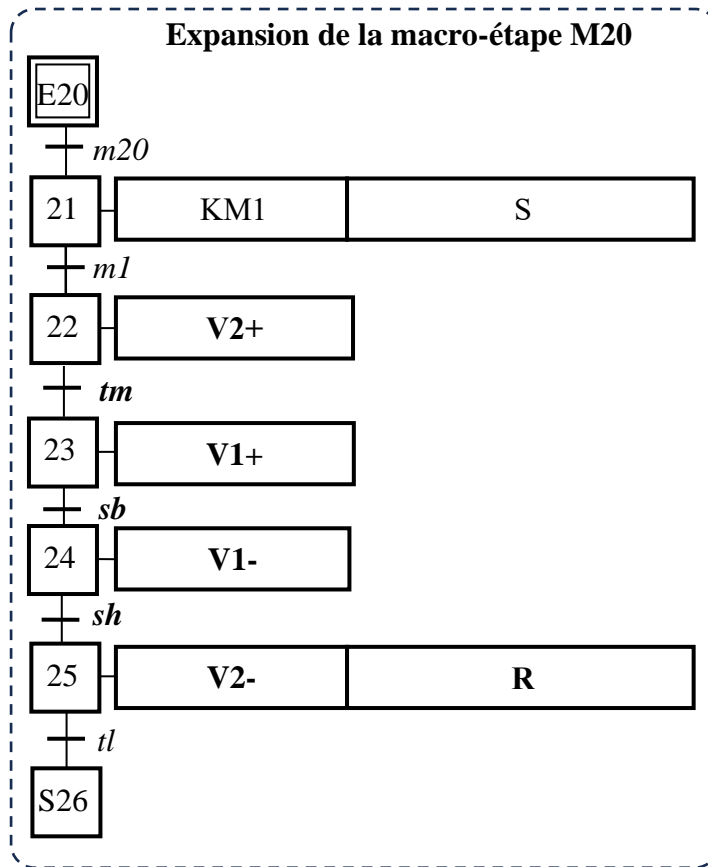 Expansion de la macro-étape M20
E20
m20
21 KM1 S
m1
22 V2+
tm
23 V1+
sb
24 V1-
sh
25 V2- R
tl
S26